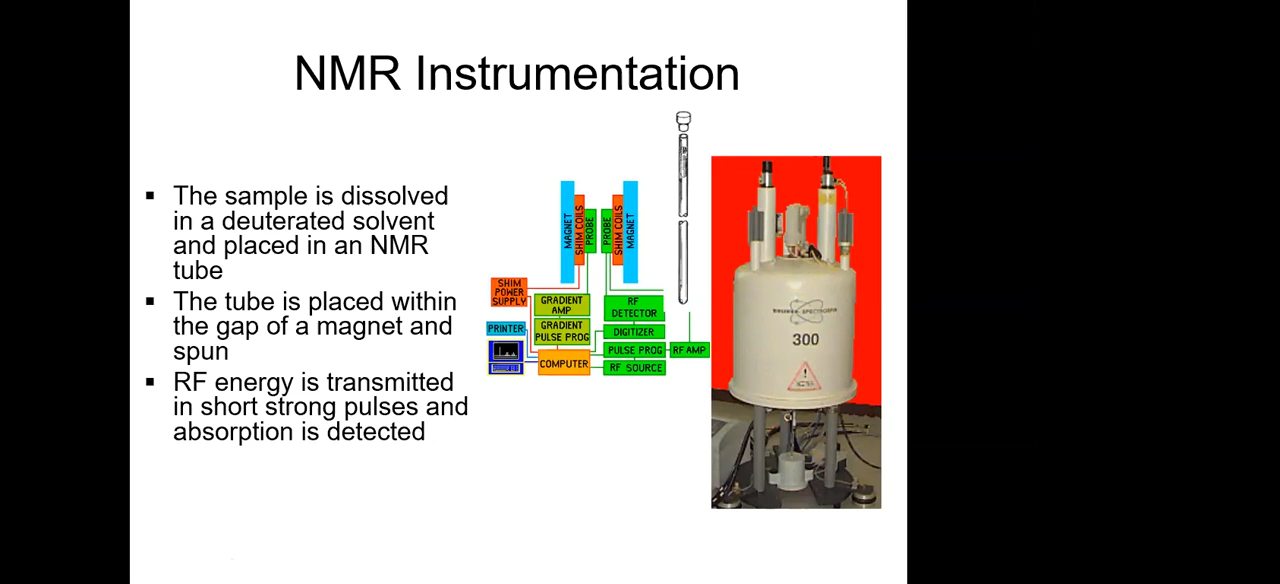 NMR Instrumentation
▪ The sample is dissolved
in a deuterated solvent
and placed in an NMR
tube
▪ The tube is placed within
the gap of a magnet and
spun
▪ RF energy is transmitted
in short strong pulses and
absorption is detected
MAGNET
SHIM COILS
PROBE
PROBE
SHIM COILS
MAGNET
SHIM
POWER
SUPPLY
GRADIENT
AMP
RF
DETECTOR
PRINTER
GRADIENT
PULSE PROG
DIGITIZER
COMPUTER
PULSE PROG
RF AMP
RF SOURCE
300